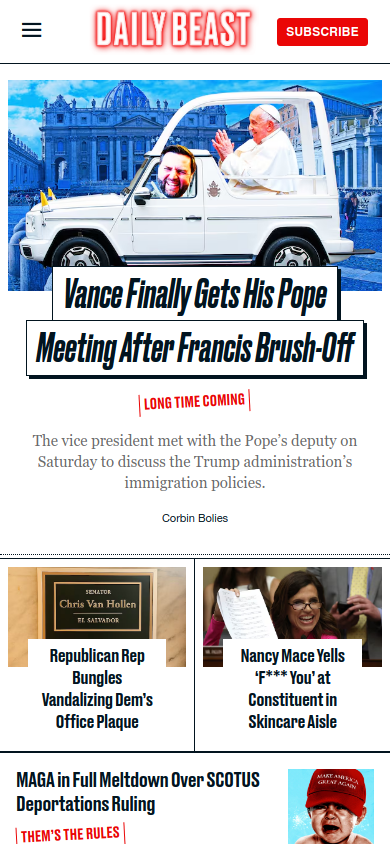 DAILY BEAST
SUBSCRIBE
Vance Finally Gets His Pope
Meeting After Francis Brush-Off
LONG TIME COMING
The vice president met with the Pope’s deputy on
Saturday to discuss the Trump administration’s
immigration policies.
Corbin Bolies
SENATOR
Chris Van Hollen
EL SALVADOR
Republican Rep
Bungles
Vandalizing Dem’s
Office Plaque
Nancy Mace Yells
‘F*** You’ at
Constituent in
Skincare Aisle
MAGA in Full Meltdown Over SCOTUS
Deportations Ruling
THEM’S THE RULES
MAKE AMERICA
GREAT AGAIN